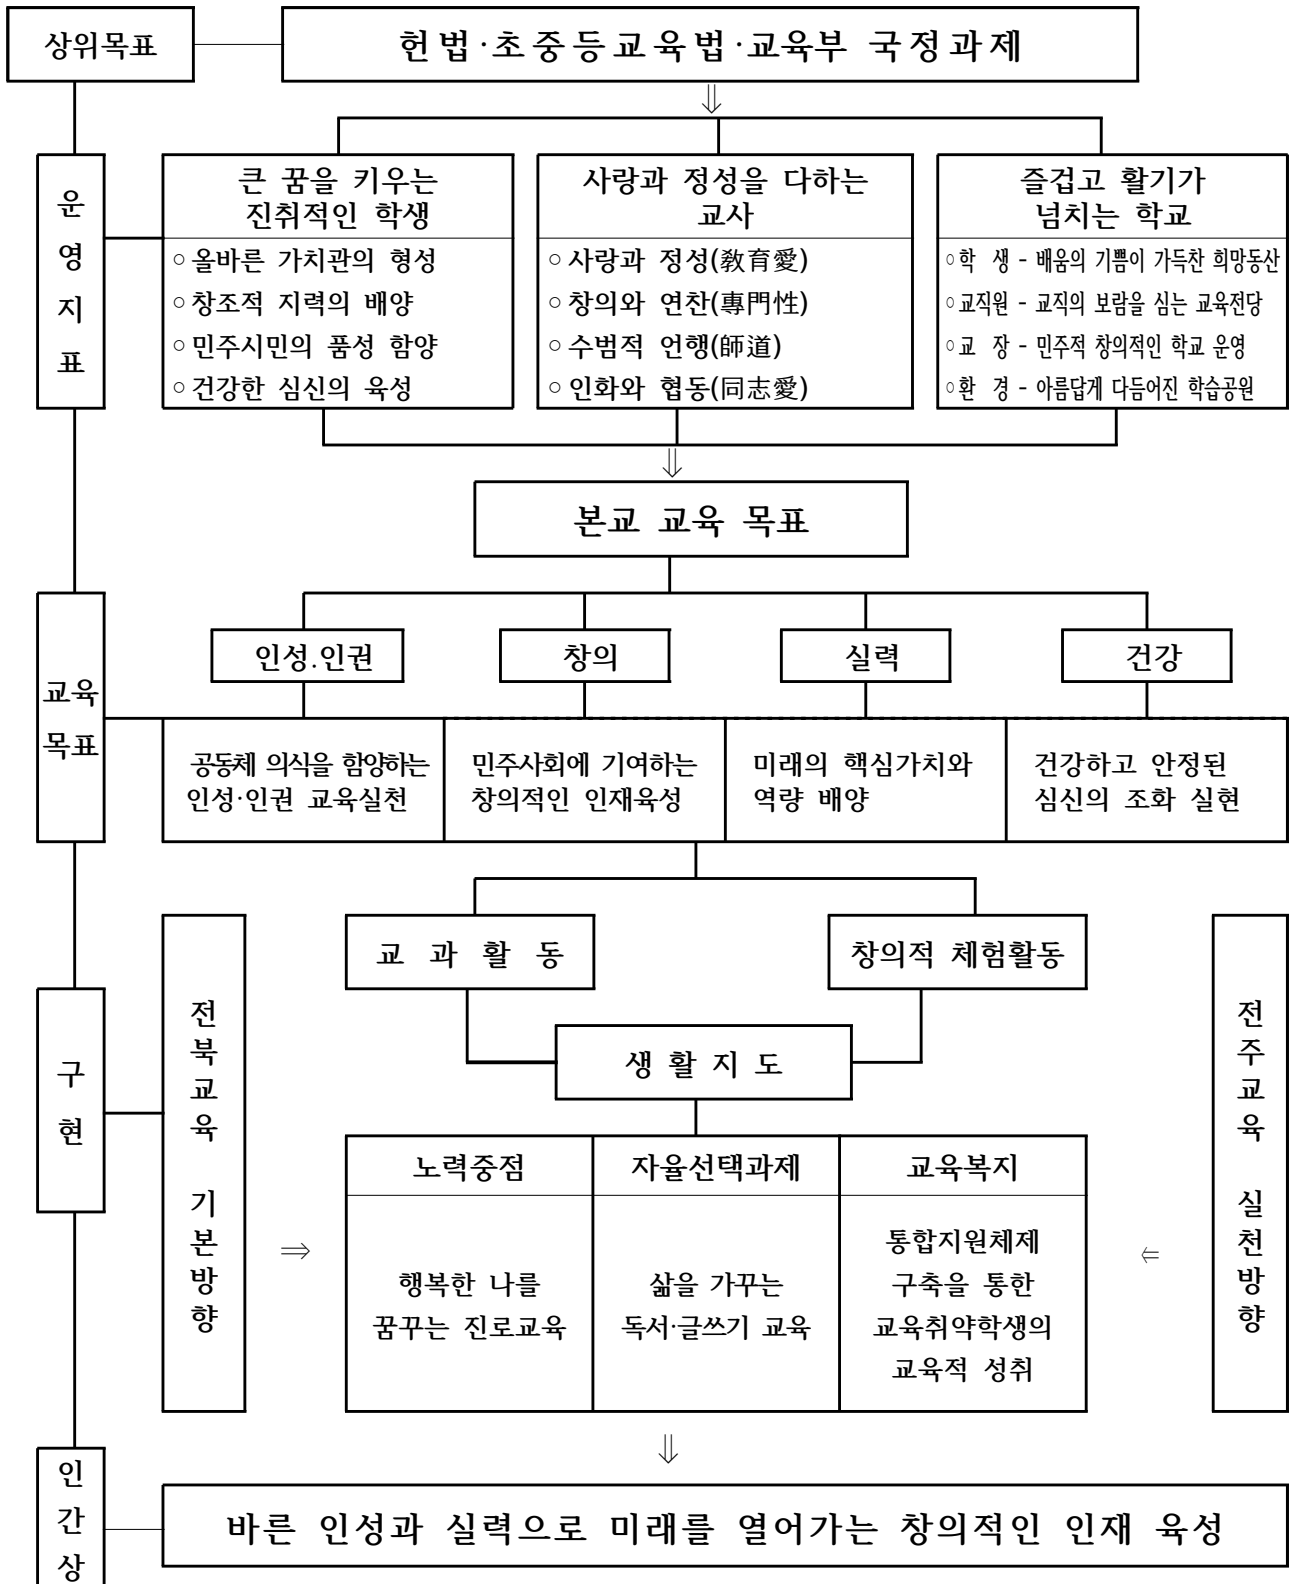 상위목표
헌법·초중등교육법·교육부 국정과제
⇓
운
영
지
표
큰 꿈을 키우는
진취적인 학생
○ 올바른 가치관의 형성
○ 창조적 지력의 배양
○ 민주시민의 품성 함양
○ 건강한 심신의 육성
사랑과 정성을 다하는
교사
○ 사랑과 정성(敎育愛)
○ 창의와 연찬(專門性)
○ 수범적 언행(師道)
○ 인화와 협동(同志愛)
즐겁고 활기가
넘치는 학교
○학 생 - 배움의 기쁨이 가득찬 희망동산
○교직원 - 교직의 보람을 심는 교육전당
○교 장 - 민주적 창의적인 학교 운영
○환 경 - 아름답게 다듬어진 학습공원
⇓
본교 교육 목표
교육
목표
인성.인권
창의
실력
건강
공동체 의식을 함양하는
인성·인권 교육실천
민주사회에 기여하는
창의적인 인재육성
미래의 핵심가치와
역량 배양
건강하고 안정된
심신의 조화 실현
구
현
전
북
교
육
기
본
방
향
⇒
교 과 활 동
창의적 체험활동
생 활 지 도
노력중점
행복한 나를
꿈꾸는 진로교육
자율선택과제
삶을 가꾸는
독서·글쓰기 교육
교육복지
통합지원체제
구축을 통한
교육취약학생의
교육적 성취
⇐
전
주
교
육
실
천
방
향
⇓
인
간
상
바른 인성과 실력으로 미래를 열어가는 창의적인 인재 육성